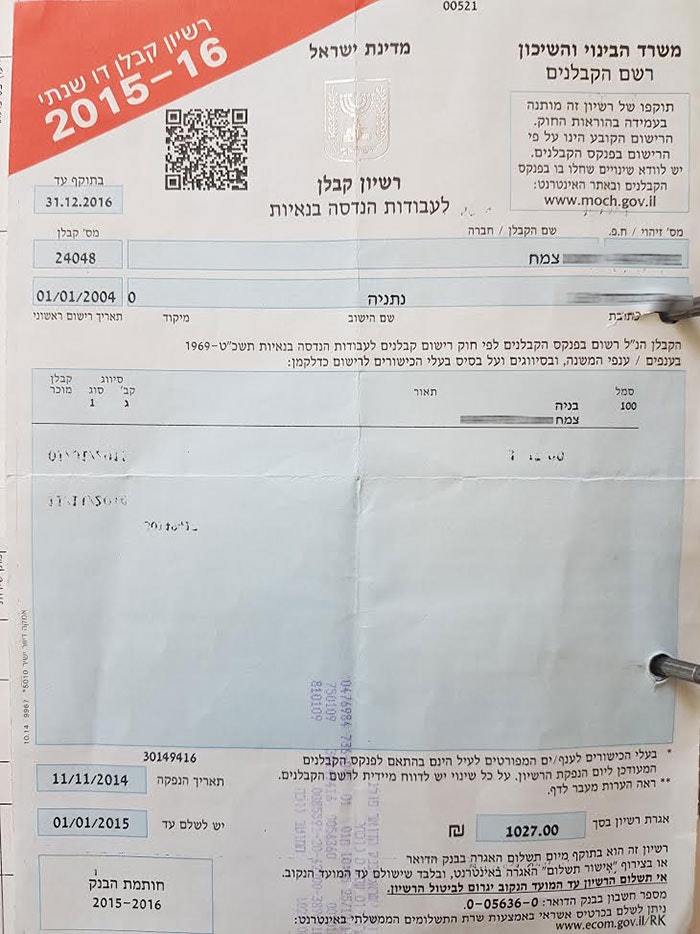 00521
רשיון קבלן דו שנתי
2015-16
מדינת ישראל
משרד הבינוי והשיכון
רשם הקבלנים
תוקפו של רשיון זה מותנה
בעמידה בהוראות החוק.
הרישום הקובע הינו על פי
הרישום בפנקס הקבלנים.
יש לוודא שינויים שחלו בו בפנקס
הקבלנים ובאתר האינטרנט:
www.moch.gov.il
רשיון קבלן
לעבודות הנדסה בנאיות
בתוקף עד
31.12.2016
מס' זיהוי / ח.פ.
שם הקבלן / חברה
מס' קבלן
צמח
24048
נתניה
0
01/01/2004
כתובת
שם הישוב
מיקוד
תאריך רישום ראשוני
הקבלן הנ"ל רשום בפנקס הקבלנים לפי חוק רישום קבלנים לעבודות הנדסה בנאיות תשכ"ט-1969
בענפים / ענפי המשנה, ובסיווגים ועל בסיס בעלי הכישורים לרישום כדלקמן:
סמל
תאור
סיווג
קב' סוג
קבלן
מוכר
100
בניה
ג 1
צמח
אמקה דיוור ישיר 5010*
10.14 9967
0476984
750109
810109
30149416
* בעלי הכישורים לענף/ים המפורטים לעיל הינם בהתאם לפנקס הקבלנים
המעודכן ליום הנפקת הרשיון. על כל שינוי יש לדווח מיידית לרשם הקבלנים.
** ראה הערות מעבר לדף.
תאריך הנפקה
11/11/2014
אגרת רשיון בסך
1027.00
₪
יש לשלם עד
01/01/2015
רשיון זה הוא בתוקף מיום תשלום האגרה בבנק הדואר
או בצירוף "אישור תשלום" האגרה באינטרנט, ובלבד שישולם עד המועד הנקוב.
אי תשלום הרשיון עד המועד הנקוב יגרום לביטול הרשיון.
מספר חשבון בבנק הדואר: 0-05636-0.
ניתן לשלם בכרטיס אשראי באמצעות שרת התשלומים הממשלתי באינטרנט:
www.ecom.gov.il/RK
חותמת הבנק
2015-2016